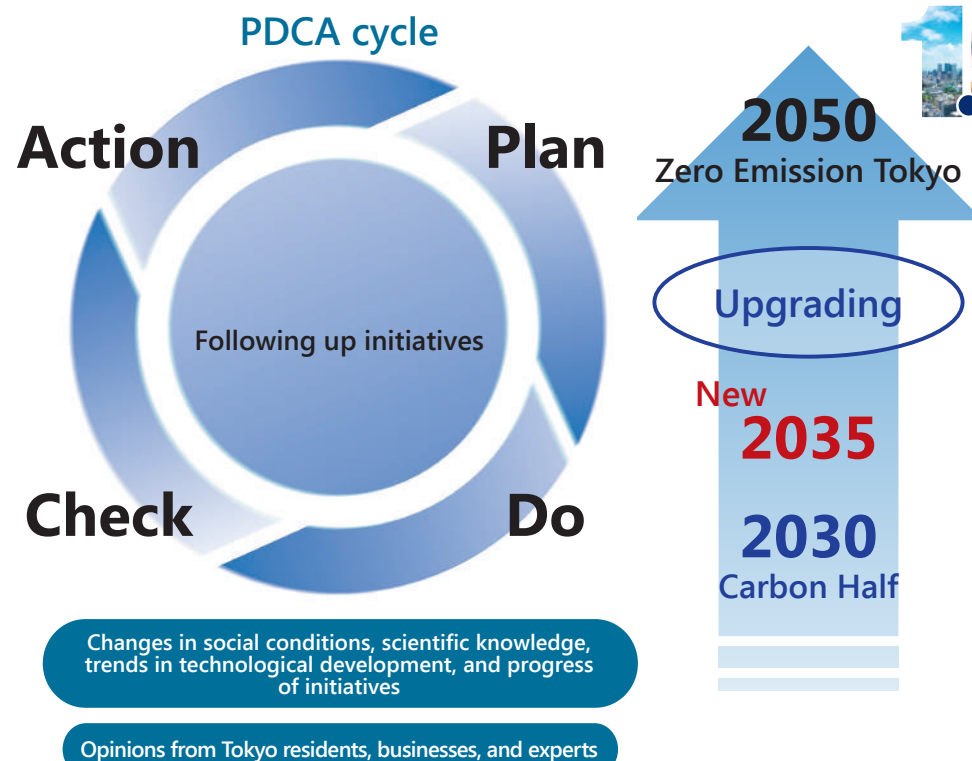 PDCA cycle
Action
Plan
Following up initiatives
Check
Do
Changes in social conditions, scientific knowledge,
trends in technological development, and progress
of initiatives
Opinions from Tokyo residents, businesses, and experts
2050
Zero Emission Tokyo
Upgrading
New
2035
2030
Carbon Half